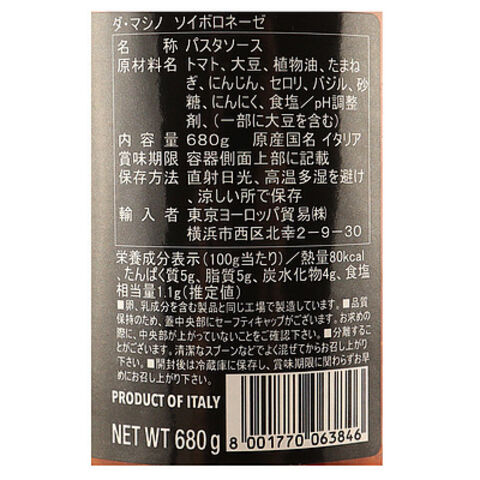 ダ・マシノ ソイボロネーゼ
名 称 パスタソース
原材料名 トマト、大豆、植物油、たまね
ぎ、にんじん、セロリ、バジル、砂
糖、にんにく、食塩／pH調整
剤、(一部に大豆を含む)
内 容 量 680g 原産国名 イタリア
賞味期限 容器側面上部に記載
保存方法 直射日光、高温多湿を避け
、涼しい所で保存
輸 入 者 東京ヨーロッパ貿易㈱
横浜市西区北幸2-9-30
栄養成分表示(100g当たり)/熱量80kcal
、たんぱく質5g、脂質5g、炭水化物4g、食塩
相当量1.1g(推定値)
■卵、乳成分を含む製品と同じ工場で製造しています。■品質
保持のため、蓋中央部にセーフティキャップがございます。お求めの
際に、中央部が上がっていないことをご確認下さい。■分離するこ
とがございます。清潔なスプーンなどでよく混ぜてからお召し上がり
下さい。■開封後は冷蔵庫に保存し、賞味期限に関わらずお早
めにお召し上がり下さい。
PRODUCT OF ITALY
NET WT 680g
8 001770 063846